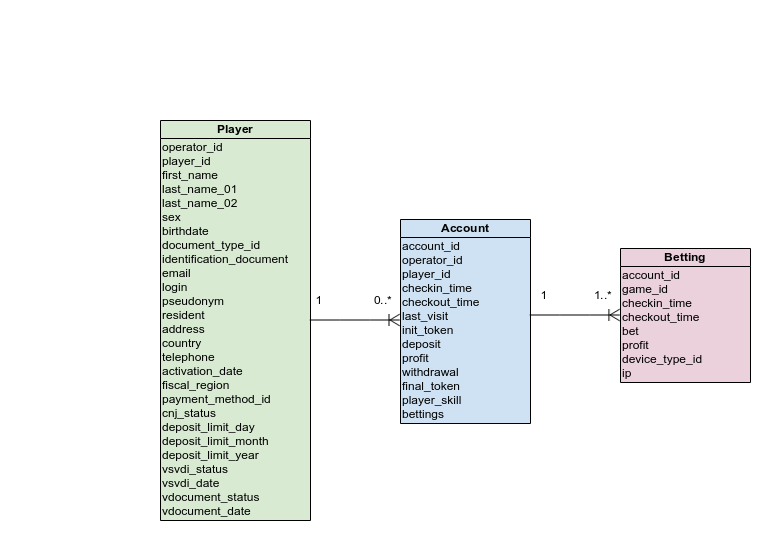 Player
operator_id
player_id
first_name
last_name_01
last_name_02
sex
birthdate
document_type_id
identification_document
email
login
pseudonym
resident
address
country
telephone
activation_date
fiscal_region
payment_method_id
cnj_status
deposit_limit_day
deposit_limit_month
deposit_limit_year
vsvdi_status
vsvdi_date
vdocument_status
vdocument_date
1
0..*
Account
account_id
operator_id
player_id
checkin_time
checkout_time
last_visit
init_token
deposit
profit
withdrawal
final_token
player_skill
bettings
1
1..*
Betting
account_id
game_id
checkin_time
checkout_time
bet
profit
device_type_id
ip